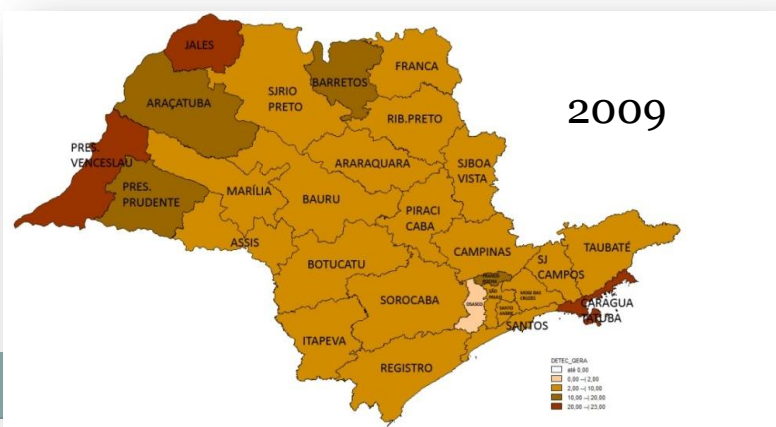 2009
JALES
FRANCA
BARRETOS
SJRIO
PRETO
ARAÇATUBA
RIB.PRETO
PRES.
VENCESLAU
ARARAQUARA
SJBOA
VISTA
PRES.
PRUDENTE
MARÍLIA
BAURU
PIRACI
CABA
ASSIS
CAMPINAS
TAUBATÉ
SJ
CAMPOS
BOTUCATU
SOROCABA
OSASCO
CARAGUA
TATUBA
SANTOS
ITAPEVA
REGISTRO
DETEC_GERA
até 0,00
0,00 --| 2,00
2,00 --| 10,00
10,00 --| 20,00
20,00 --| 23,00